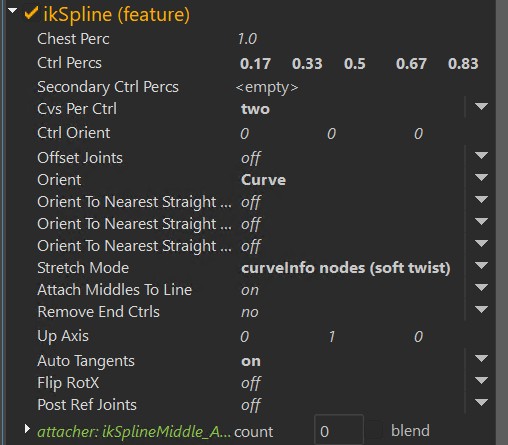 ikSpline (feature)
Chest Perc 1.0
Ctrl Percs 0.17 0.33 0.5 0.67 0.83
Secondary Ctrl Percs <empty>
Cvs Per Ctrl two
Ctrl Orient 0 0 0
Offset Joints off
Orient Curve
Orient To Nearest Straight ... off
Orient To Nearest Straight ... off
Orient To Nearest Straight ... off
Stretch Mode curveInfo nodes (soft twist)
Attach Middles To Line on
Remove End Ctrls no
Up Axis 0 1 0
Auto Tangents on
Flip RotX off
Post Ref Joints off
attacher: ikSplineMiddle_A... count 0 blend